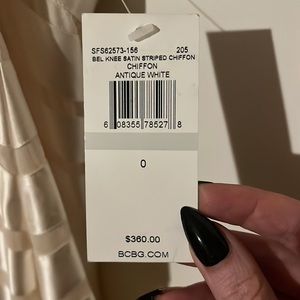 SFS62573-156 205
BEL KNEE SATIN STRIPED CHIFFON
CHIFFON
ANTIQUE WHITE
6 08355 78527 8
0
$360.00
BCBG.COM